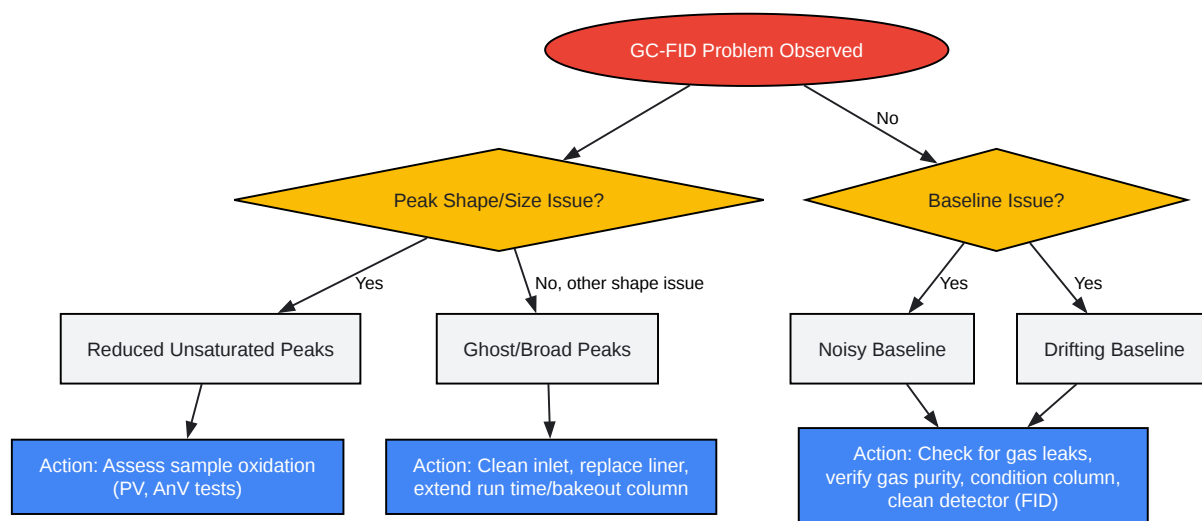 GC-FID Problem Observed
No
Peak Shape/Size Issue?
Baseline Issue?
Yes
No, other shape issue
Yes
Yes
Reduced Unsaturated Peaks
Ghost/Broad Peaks
Noisy Baseline
Drifting Baseline
Action: Assess sample oxidation
(PV, AnV tests)
Action: Clean inlet, replace liner,
extend run time/bakeout column
Action: Check for gas leaks,
verify gas purity, condition column,
clean detector (FID)